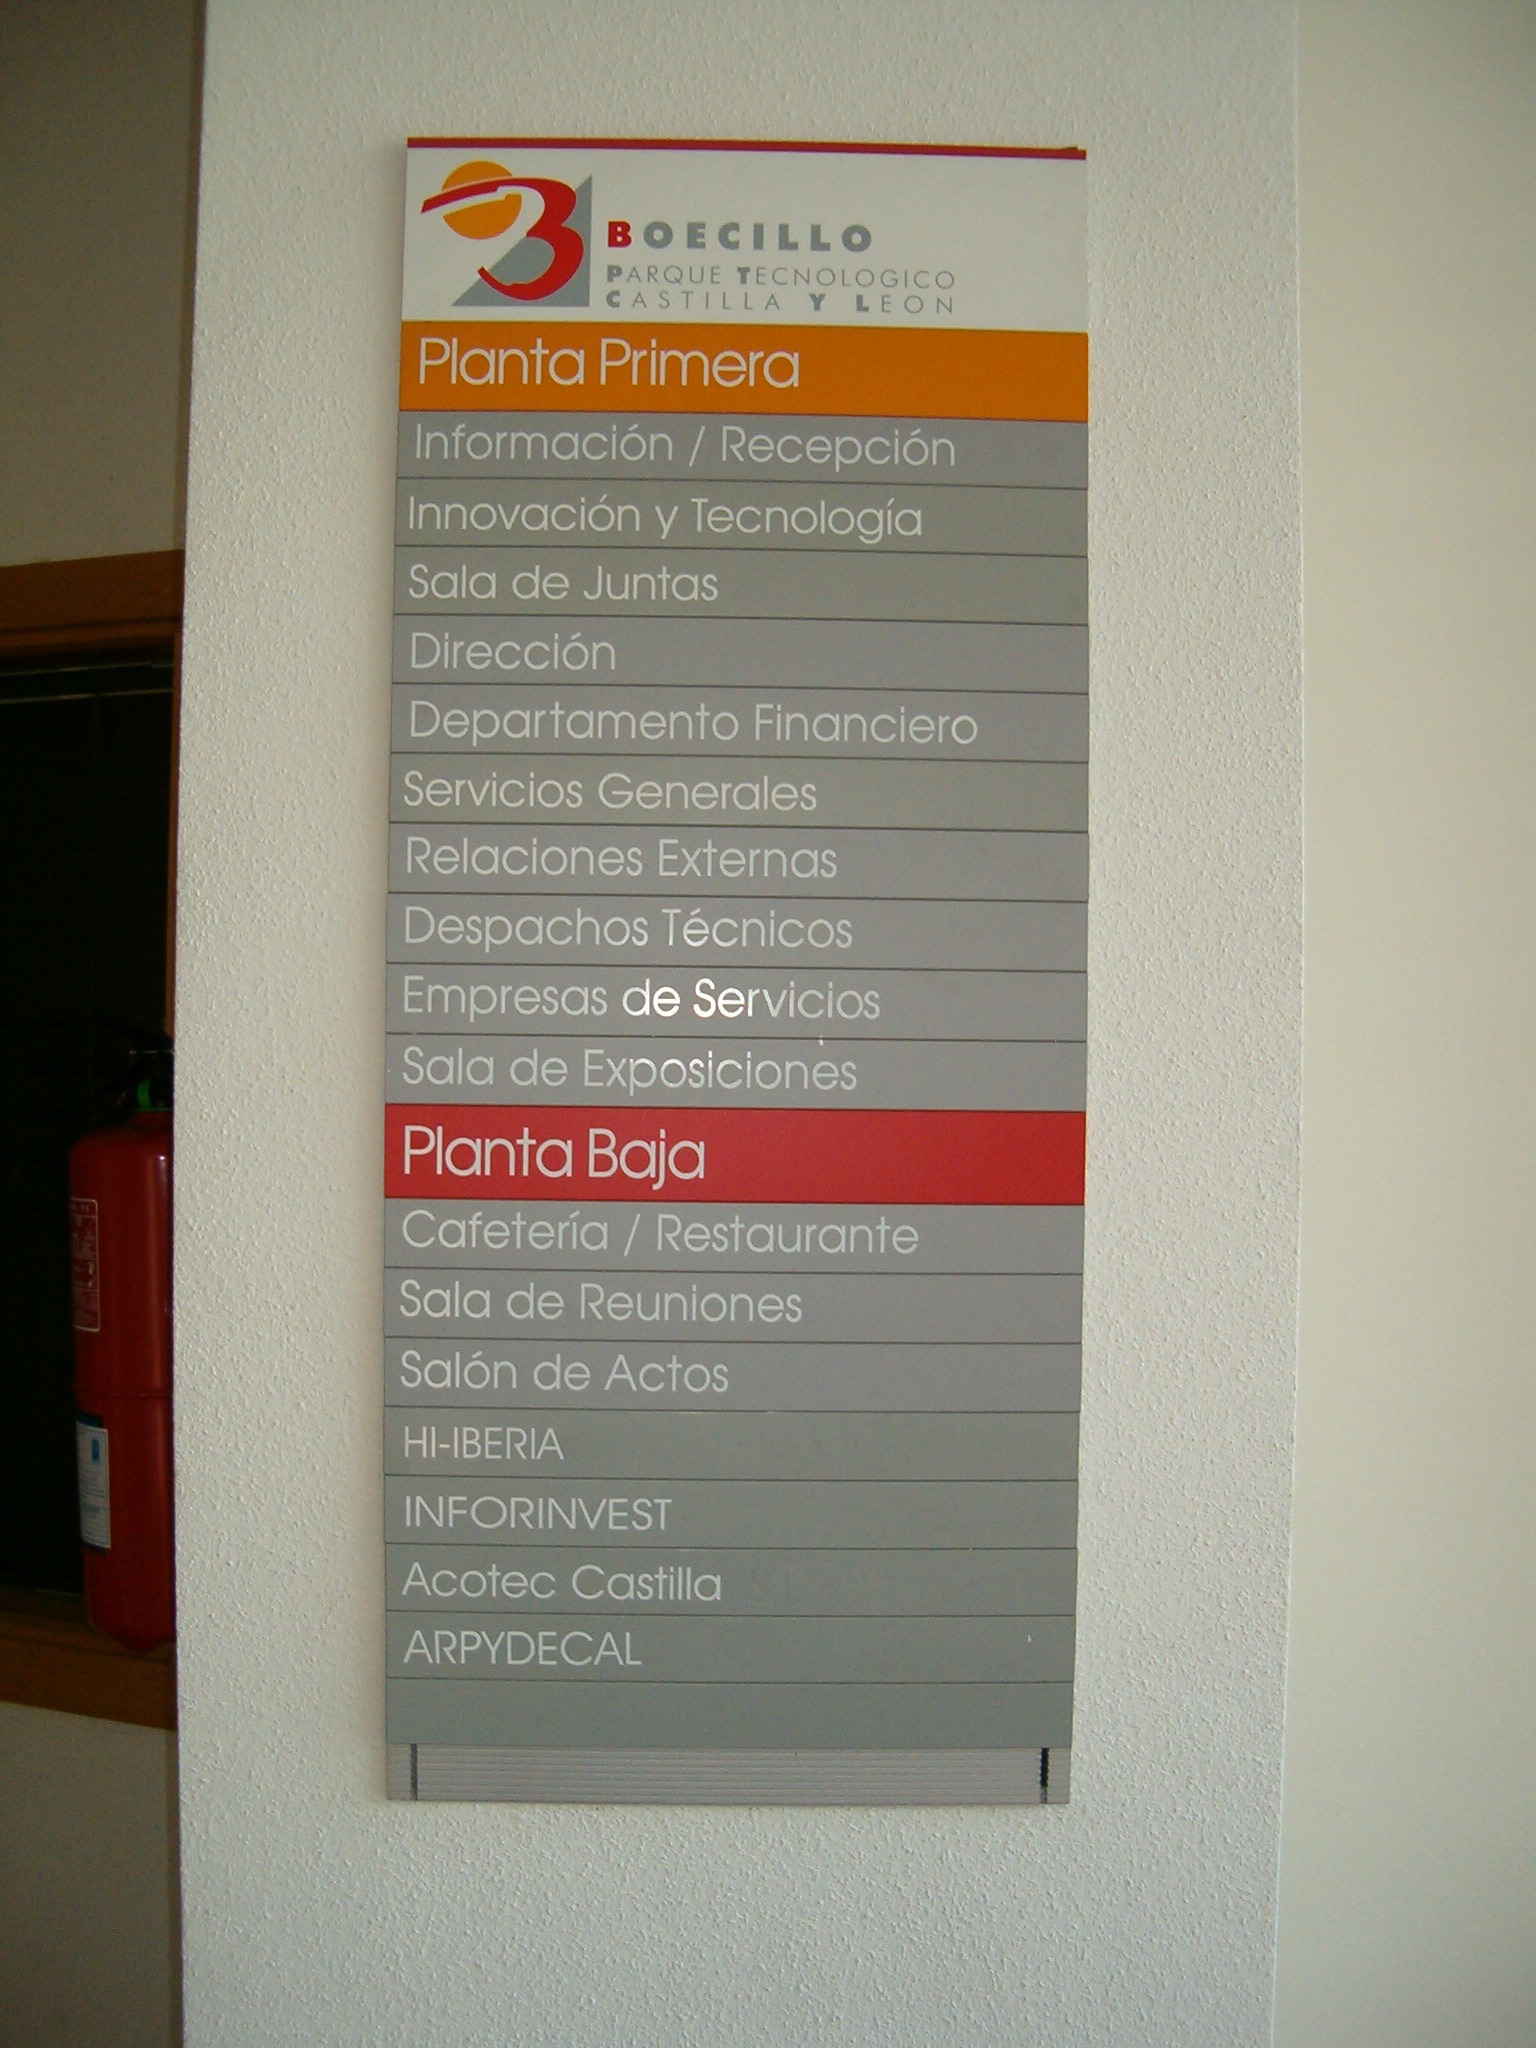 BOECILLO
PARQUE TECNOLOGICO
CASTILLA Y LEON
Planta Primera
Información / Recepción
Innovación y Tecnología
Sala de Juntas
Dirección
Departamento Financiero
Servicios Generales
Relaciones Externas
Despachos Técnicos
Empresas de Servicios
Sala de Exposiciones
Planta Baja
Cafetería / Restaurante
Sala de Reuniones
Salón de Actos
HI-IBERIA
INFORINVEST
Acotec Castilla
ARPYDECAL